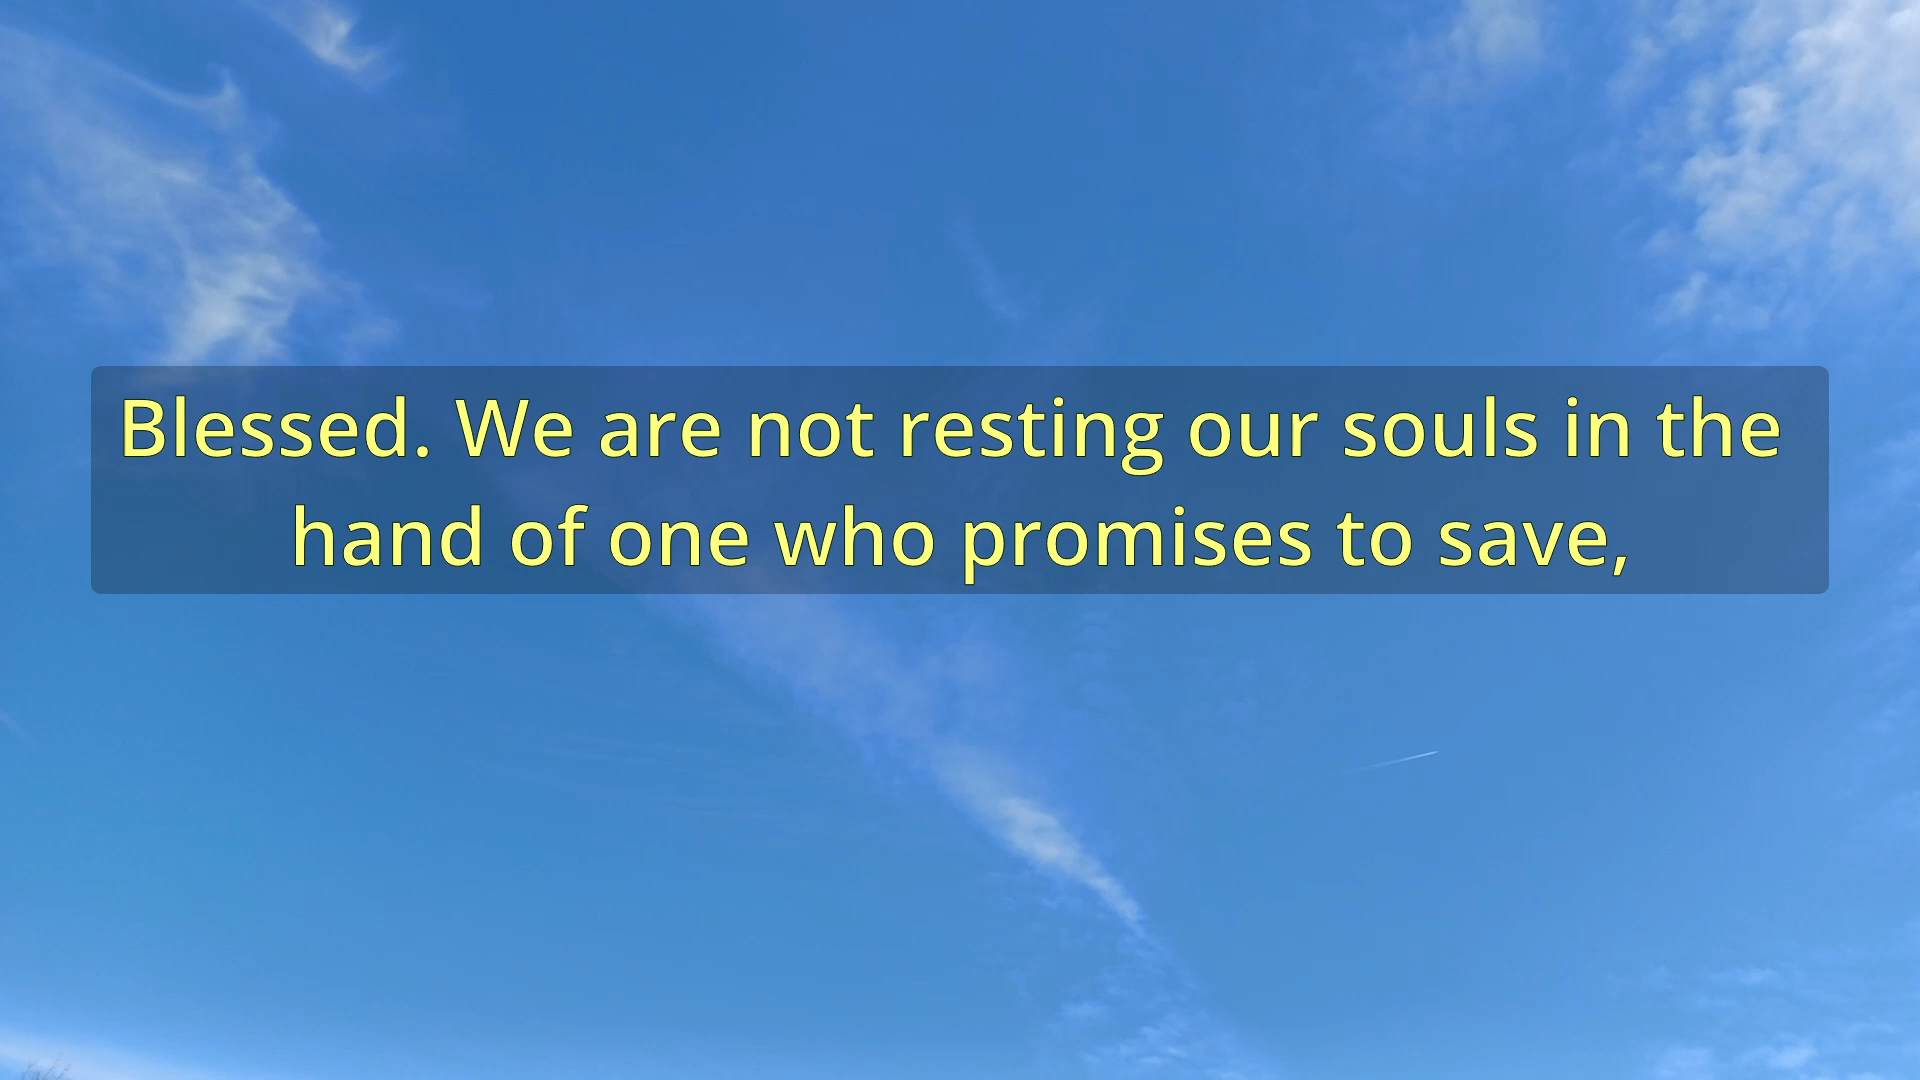 Blessed. We are not resting our souls in the
hand of one who promises to save,